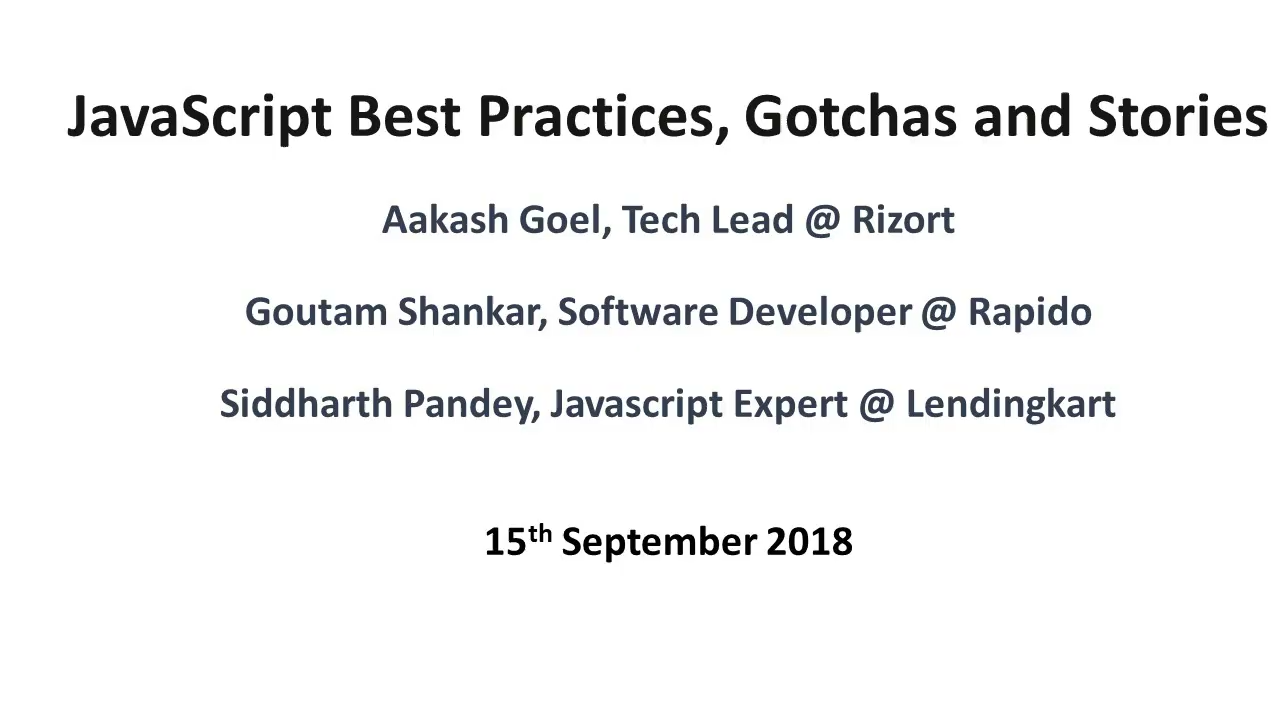 JavaScript Best Practices, Gotchas and Stories
Aakash Goel, Tech Lead @ Rizort
Goutam Shankar, Software Developer @ Rapido
Siddharth Pandey, Javascript Expert @ Lendingkart
15th September 2018